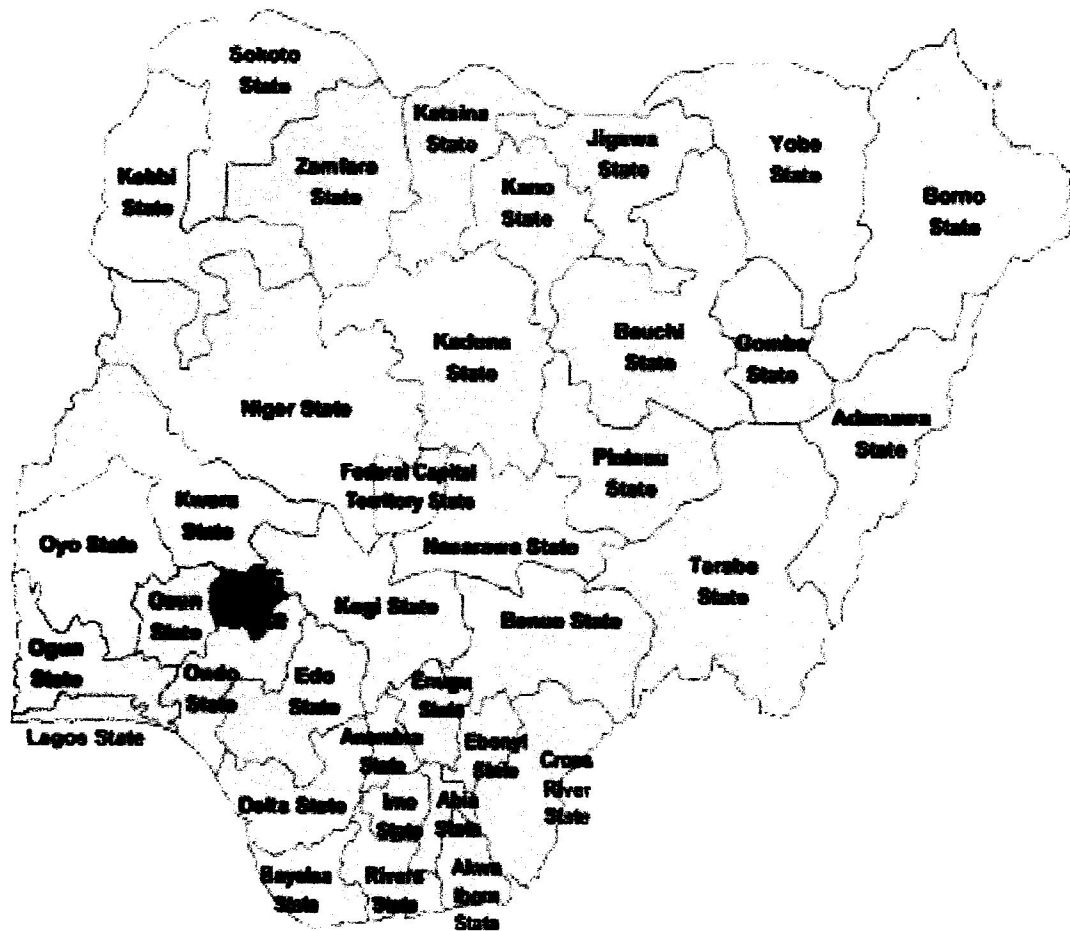 Sokoto
State
Katsina
State
Jigawa
State
Yobe
State
Zamfara
State
Kebbi
State
Kano
State
Borno
State
Kaduna
State
Bauchi
State
Gombe
State
Niger State
Adamawa
State
Federal Capital
Territory State
Plateau
State
Kwara
State
Oyo State
Nasarawa State
Taraba
State
Osun
State
Kogi State
Benue State
Ogun
State
Ondo
State
Edo
State
Enugu
State
Lagos State
Anambra
State
Ebonyi
State
Cross
River
State
Delta State
Imo
State
Abia
State
Bayelsa
State
Rivers
State
Akwa
Ibom
State